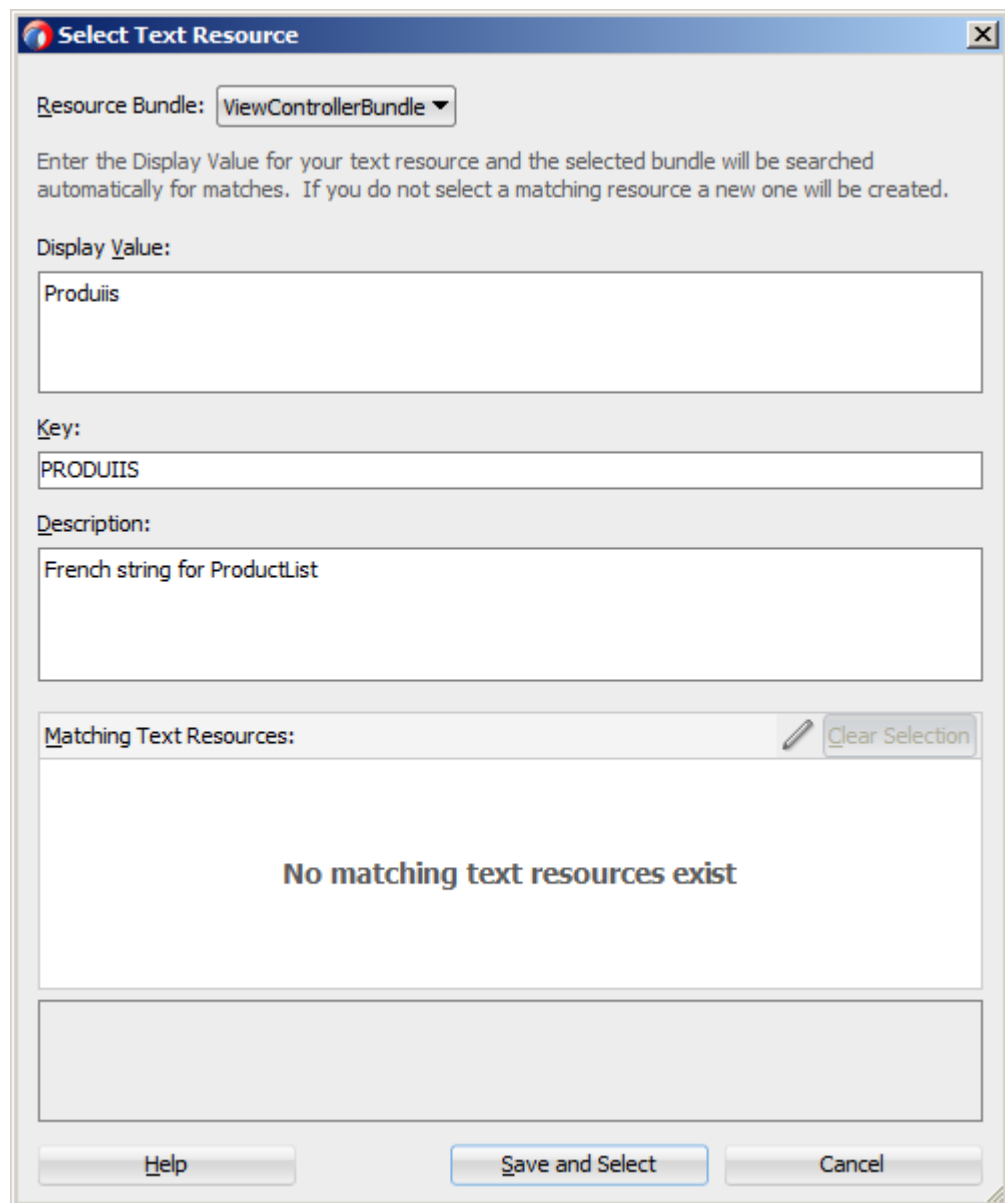 Select Text Resource
Resource Bundle: ViewControllerBundle
Enter the Display Value for your text resource and the selected bundle will be searched
automatically for matches. If you do not select a matching resource a new one will be created.
Display Value:
Produiis
Key:
PRODUIIS
Description:
French string for ProductList
Matching Text Resources: Clear Selection
No matching text resources exist
Help Save and Select Cancel